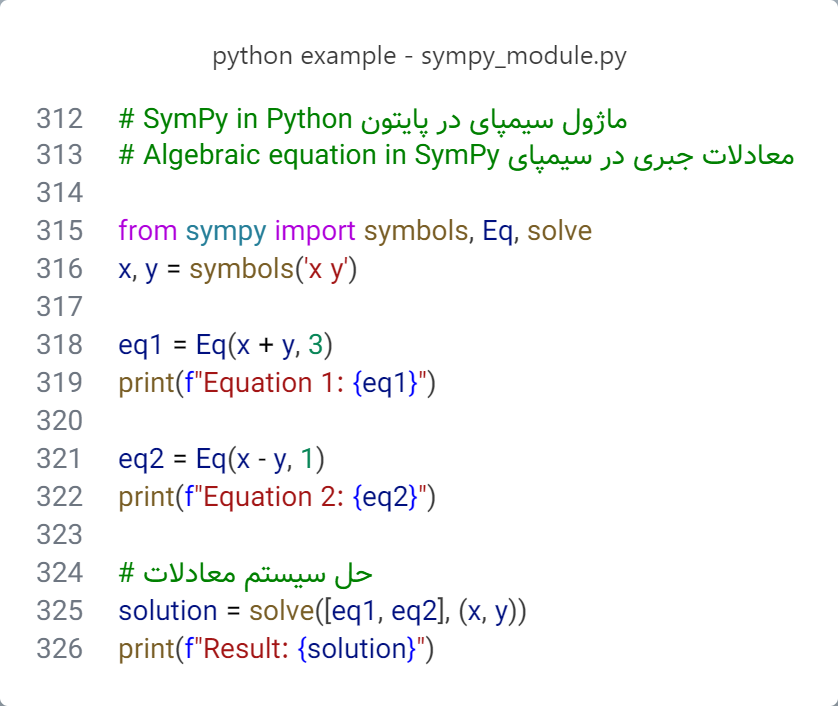 python example - sympy_module.py
312 # SymPy in Python ماژول سیمپای در پایتون
313 # Algebraic equation in SymPy معادلات جبری در سیمپای
314
315 from sympy import symbols, Eq, solve
316 x, y = symbols('x y')
317
318 eq1 = Eq(x + y, 3)
319 print(f"Equation 1: {eq1}")
320
321 eq2 = Eq(x - y, 1)
322 print(f"Equation 2: {eq2}")
323
324 # حل سیستم معادلات
325 solution = solve([eq1, eq2], (x, y))
326 print(f"Result: {solution}")